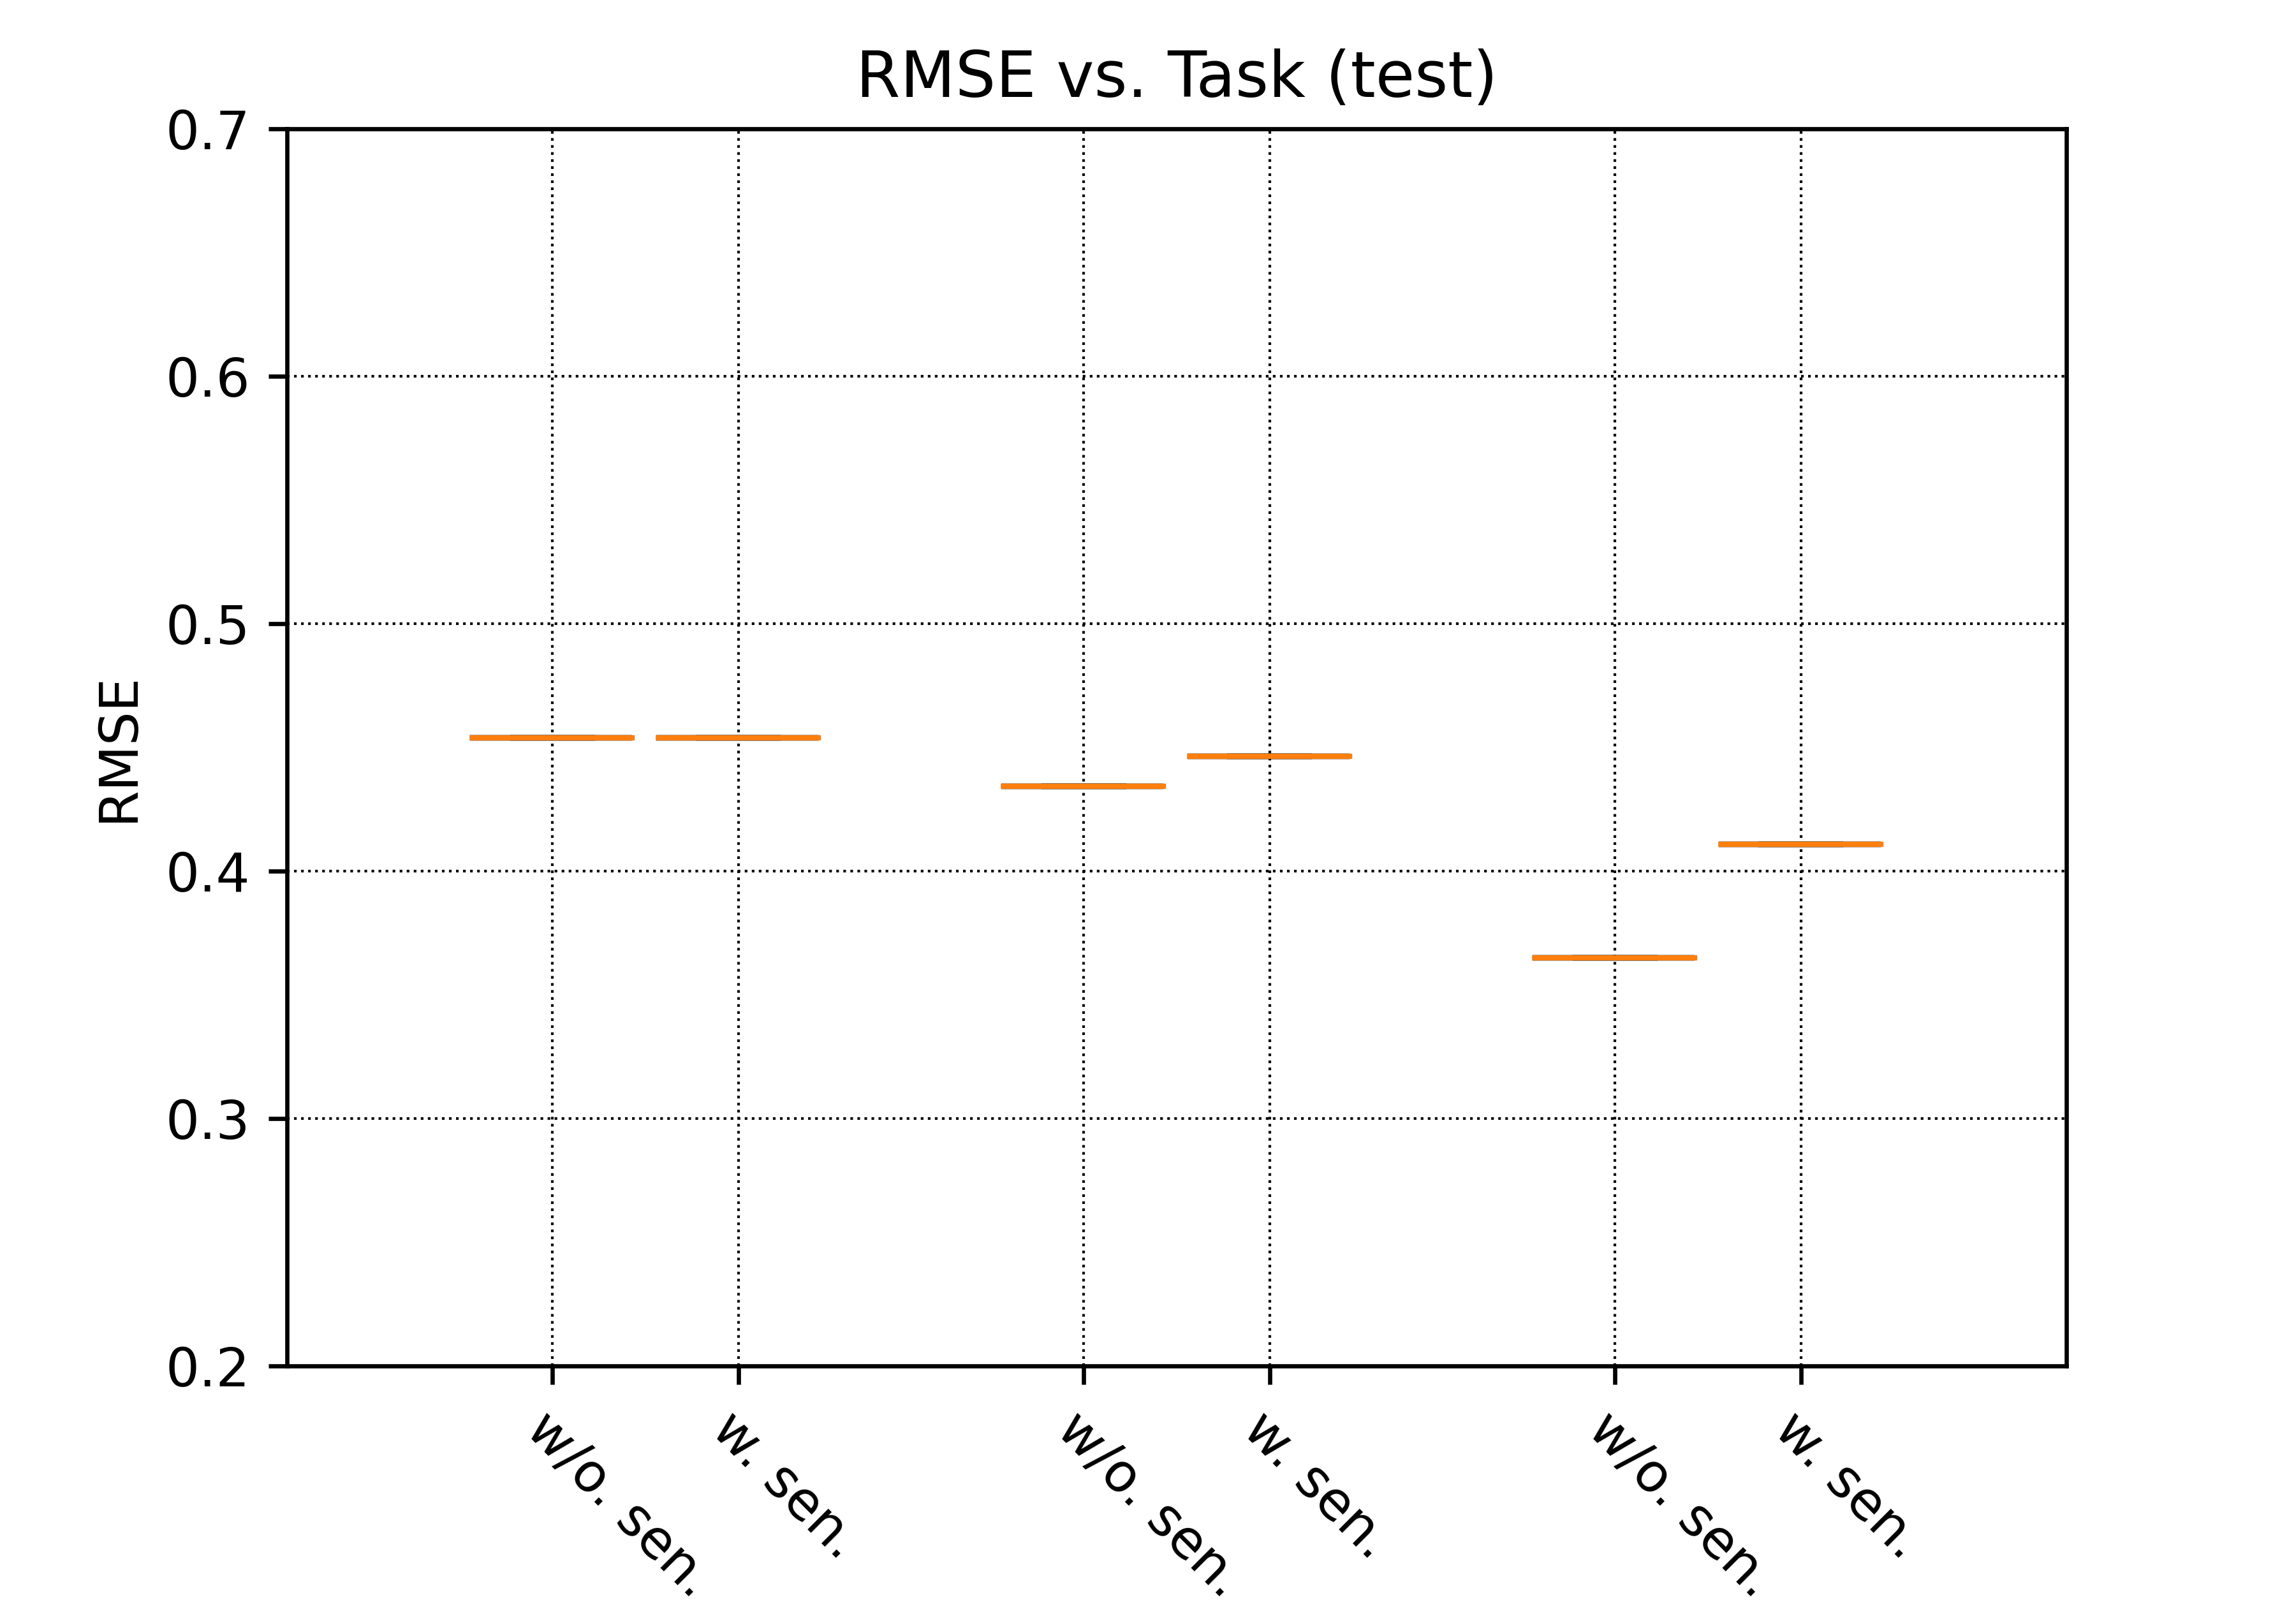 RMSE vs. Task (test)
RMSE
0.7
0.6
0.5
0.4
0.3
0.2
w/o. sen.
w. sen.
w/o. sen.
w. sen.
w/o. sen.
w. sen.